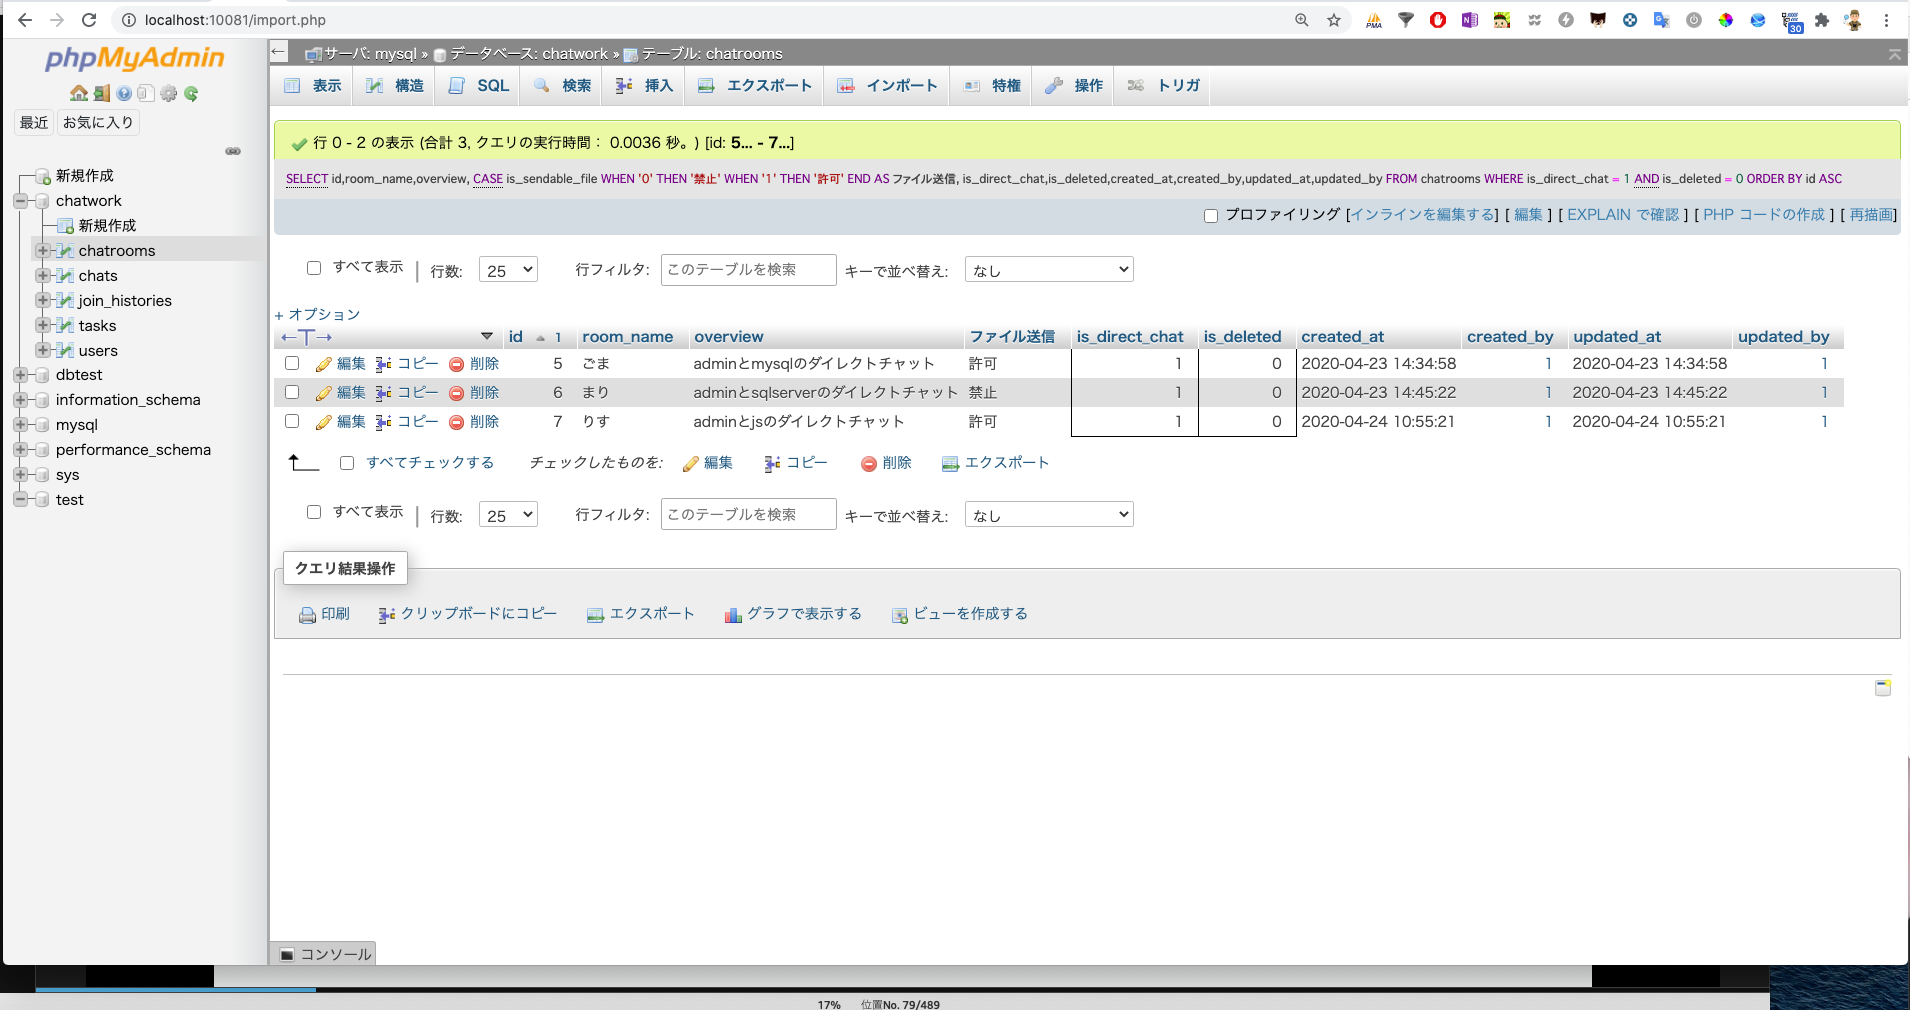 localhost:10081/import.php
30
phpMyAdmin
最近 お気に入り
新規作成
chatwork
新規作成
chatrooms
chats
join_histories
tasks
users
dbtest
information_schema
mysql
performance_schema
sys
test
サーバ: mysql » データベース: chatwork » テーブル: chatrooms
表示 構造 SQL 検索 挿入 エクスポート インポート 特権 操作 トリガ
行 0 - 2 の表示 (合計 3, クエリの実行時間： 0.0036 秒。) [id: 5... - 7...]
SELECT id,room_name,overview, CASE is_sendable_file WHEN '0' THEN '禁止' WHEN '1' THEN '許可' END AS ファイル送信, is_direct_chat,is_deleted,created_at,created_by,updated_at,updated_by FROM chatrooms WHERE is_direct_chat = 1 AND is_deleted = 0 ORDER BY id ASC
プロファイリング [インラインを編集する] [ 編集 ] [ EXPLAIN で確認 ] [ PHP コードの作成 ] [ 再描画]
すべて表示 | 行数: 25 行フィルタ: このテーブルを検索 キーで並べ替え: なし
+ オプション
←T→ id 1 room_name overview ファイル送信 is_direct_chat is_deleted created_at created_by updated_at updated_by
編集 コピー 削除 5 ごま adminとmysqlのダイレクトチャット 許可 1 0 2020-04-23 14:34:58 1 2020-04-23 14:34:58 1
編集 コピー 削除 6 まり adminとsqlserverのダイレクトチャット 禁止 1 0 2020-04-23 14:45:22 1 2020-04-23 14:45:22 1
編集 コピー 削除 7 りす adminとjsのダイレクトチャット 許可 1 0 2020-04-24 10:55:21 1 2020-04-24 10:55:21 1
すべてチェックする チェックしたものを: 編集 コピー 削除 エクスポート
すべて表示 | 行数: 25 行フィルタ: このテーブルを検索 キーで並べ替え: なし
クエリ結果操作
印刷 クリップボードにコピー エクスポート グラフで表示する ビューを作成する
コンソール
17% 位置No. 79/489